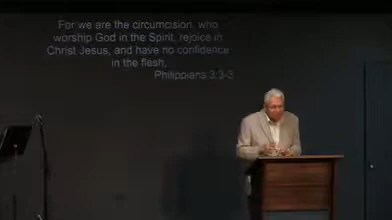 For we are the circumcision, who
worship God in the Spirit, rejoice in
Christ Jesus, and have no confidence
in the flesh,
Philippians 3:3-3